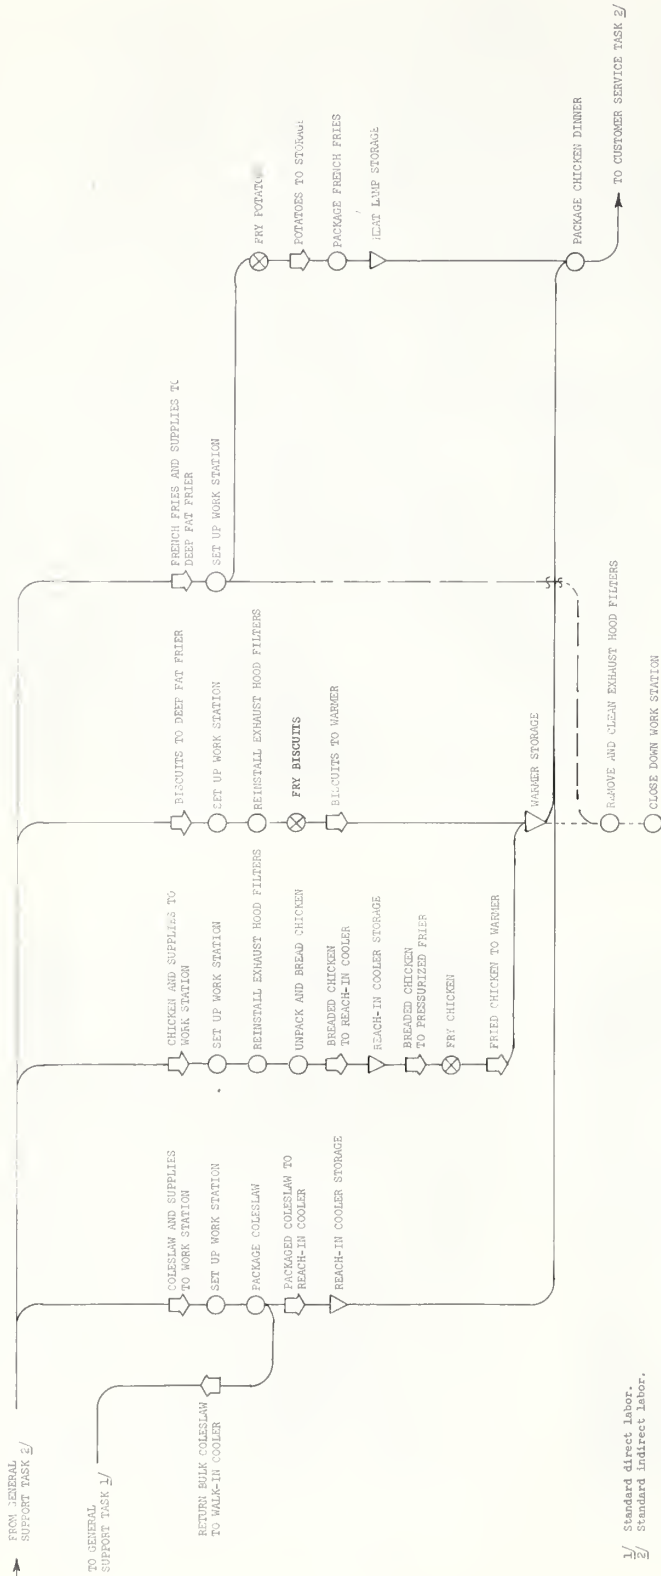 FROM GENERAL
SUPPORT TASK 2/
TO GENERAL
SUPPORT TASK 1/
RETURN BULK COLESLAW
TO WALK-IN COOLER
COLESLAW AND SUPPLIES
TO WORK STATION
SET UP WORK STATION
PACKAGE COLESLAW
PACKAGED COLESLAW TO
REACH-IN COOLER
REACH-IN COOLER STORAGE
CHICKEN AND SUPPLIES TO
WORK STATION
SET UP WORK STATION
REINSTALL EXHAUST HOOD FILTERS
UNPACK AND BREAD CHICKEN
BREADED CHICKEN
TO REACH-IN COOLER
REACH-IN COOLER STORAGE
BREADED CHICKEN
TO PRESSURIZED FRIER
FRY CHICKEN
FRIED CHICKEN TO WARMER
BISCUITS TO DEEP FAT FRIER
SET UP WORK STATION
REINSTALL EXHAUST HOOD FILTERS
FRY BISCUITS
BISCUITS TO WARMER
WARMER STORAGE
REMOVE AND CLEAN EXHAUST HOOD FILTERS
CLOSE DOWN WORK STATION
FRENCH FRIES AND SUPPLIES TO
DEEP FAT FRIER
SET UP WORK STATION
FRY POTATO
POTATOES TO STORAGE
PACKAGE FRENCH FRIES
HEAT LAMP STORAGE
PACKAGE CHICKEN DINNER
TO CUSTOMER SERVICE TASK 2/
1/ Standard direct labor.
2/ Standard indirect labor.